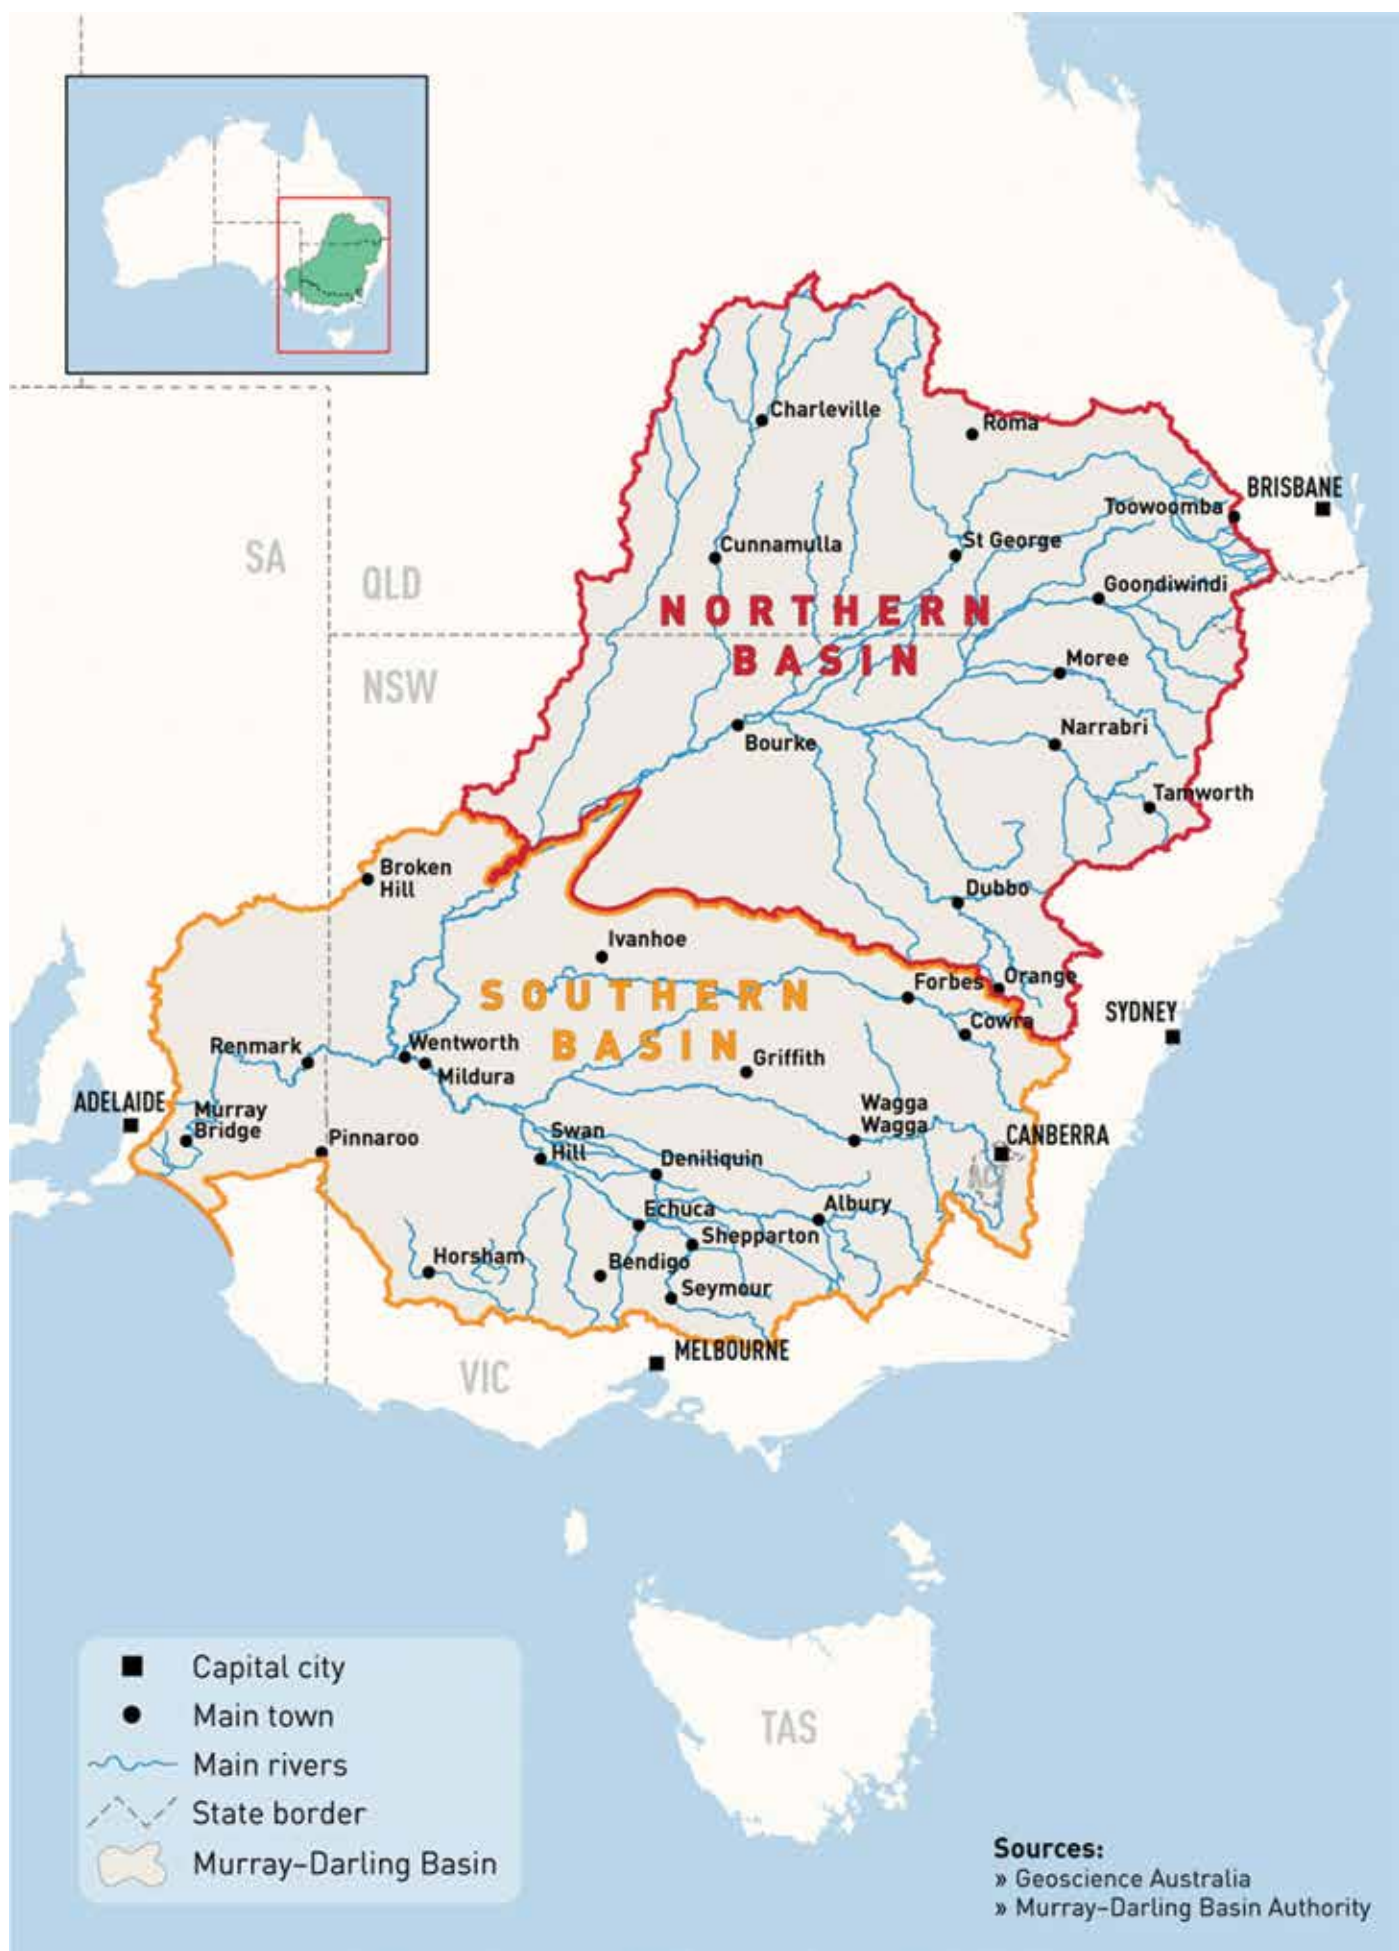 Charleville
Roma
BRISBANE
Toowoomba
Cunnamulla
St George
SA
QLD
Goondiwindi
NORTHERN
BASIN
Moree
NSW
Narrabri
Bourke
Tamworth
Broken
Hill
Dubbo
Ivanhoe
Forbes
Orange
SOUTHERN
BASIN
SYDNEY
Cowra
Renmark
Wentworth
Griffith
Mildura
ADELAIDE
Murray
Bridge
Wagga
Wagga
Pinnaroo
Swan
Hill
CANBERRA
Deniliquin
ACT
Echuca
Albury
Shepparton
Horsham
Bendigo
Seymour
MELBOURNE
VIC
TAS
Capital city
Main town
Main rivers
State border
Murray–Darling Basin
Sources:
» Geoscience Australia
» Murray–Darling Basin Authority